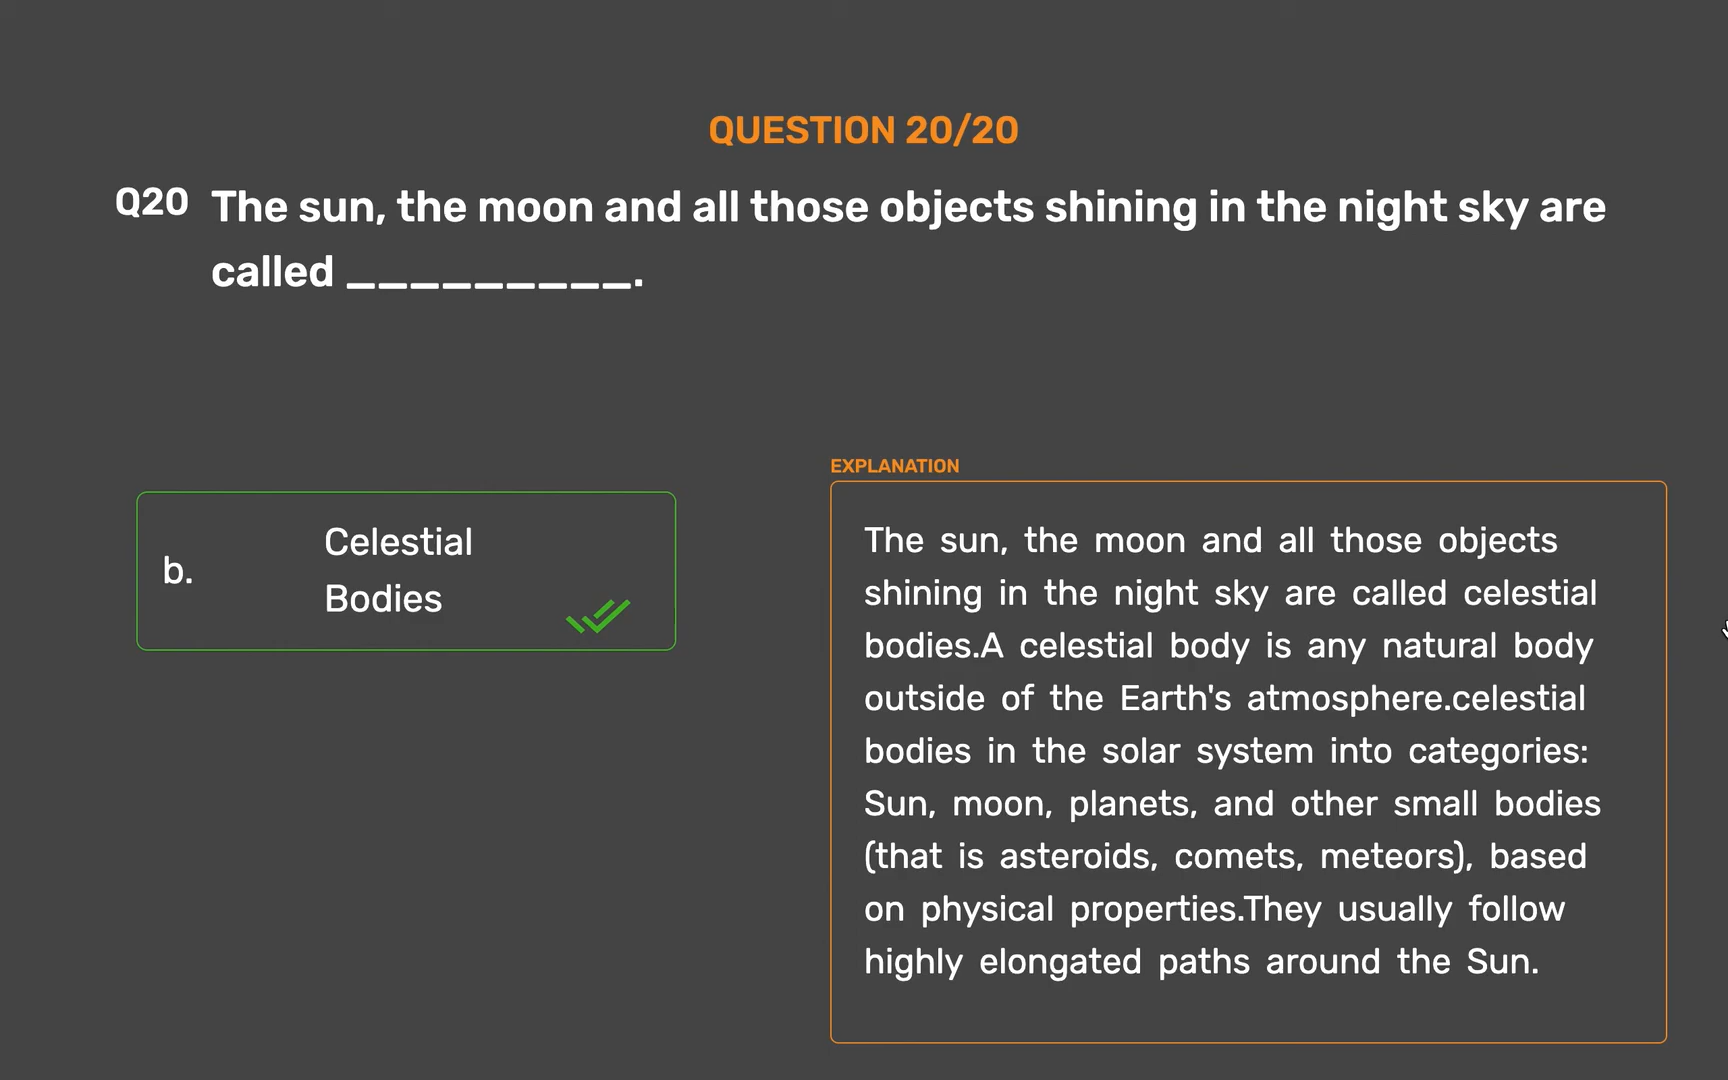 QUESTION 20/20
Q20 The sun, the moon and all those objects shining in the night sky are
called _________.
b. Celestial
Bodies
EXPLANATION
The sun, the moon and all those objects
shining in the night sky are called celestial
bodies.A celestial body is any natural body
outside of the Earth's atmosphere.celestial
bodies in the solar system into categories:
Sun, moon, planets, and other small bodies
(that is asteroids, comets, meteors), based
on physical properties.They usually follow
highly elongated paths around the Sun.